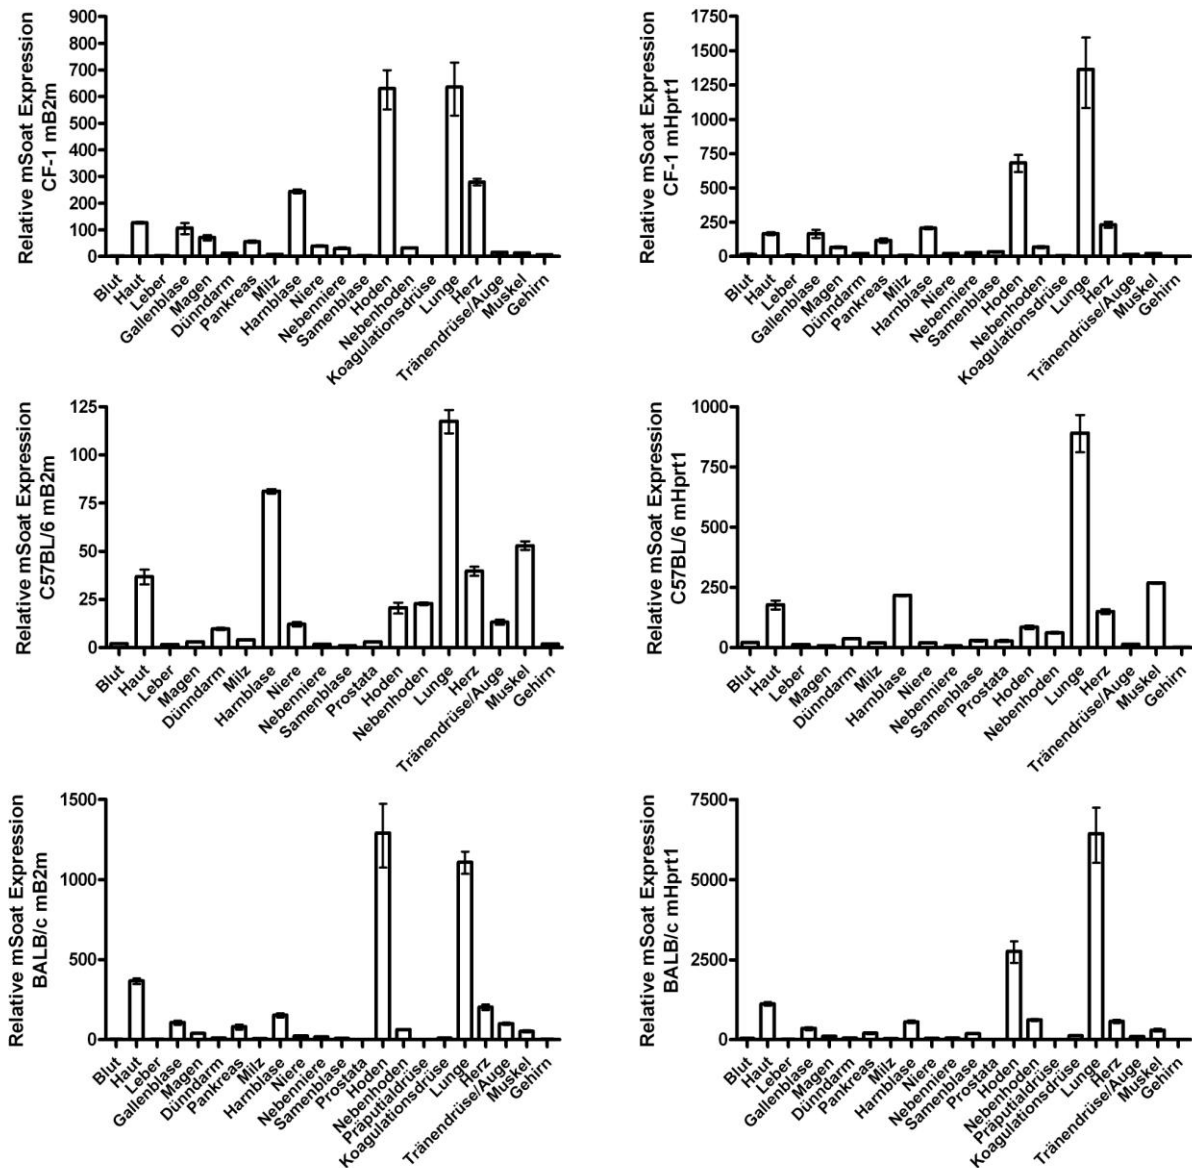 Relative mSoat Expression
CF-1 mB2m
900
800
700
600
500
400
300
200
100
0
Blut
Haut
Leber
Gallenblase
Magen
Dünndarm
Pankreas
Milz
Harnblase
Niere
Nebenniere
Samenblase
Hoden
Nebenhoden
Koagulationsdrüse
Lunge
Herz
Tränendrüse/Auge
Muskel
Gehirn
Relative mSoat Expression
CF-1 mHprt1
1750
1500
1250
1000
750
500
250
0
Blut
Haut
Leber
Gallenblase
Magen
Dünndarm
Pankreas
Milz
Harnblase
Niere
Nebenniere
Samenblase
Hoden
Nebenhoden
Koagulationsdrüse
Lunge
Herz
Tränendrüse/Auge
Muskel
Gehirn
Relative mSoat Expression
C57BL/6 mB2m
125
100
75
50
25
0
Blut
Haut
Leber
Magen
Dünndarm
Milz
Harnblase
Niere
Nebenniere
Samenblase
Prostata
Hoden
Nebenhoden
Lunge
Herz
Tränendrüse/Auge
Muskel
Gehirn
Relative mSoat Expression
C57BL/6 mHprt1
1000
750
500
250
0
Blut
Haut
Leber
Magen
Dünndarm
Milz
Harnblase
Niere
Nebenniere
Samenblase
Prostata
Hoden
Nebenhoden
Lunge
Herz
Tränendrüse/Auge
Muskel
Gehirn
Relative mSoat Expression
BALB/c mB2m
1500
1000
500
0
Blut
Haut
Leber
Gallenblase
Magen
Dünndarm
Pankreas
Milz
Harnblase
Niere
Nebenniere
Samenblase
Prostata
Hoden
Nebenhoden
Präputialdrüse
Koagulationsdrüse
Lunge
Herz
Tränendrüse/Auge
Muskel
Gehirn
Relative mSoat Expression
BALB/c mHprt1
7500
5000
2500
0
Blut
Haut
Leber
Gallenblase
Magen
Dünndarm
Pankreas
Milz
Harnblase
Niere
Nebenniere
Samenblase
Prostata
Hoden
Nebenhoden
Präputialdrüse
Koagulationsdrüse
Lunge
Herz
Tränendrüse/Auge
Muskel
Gehirn